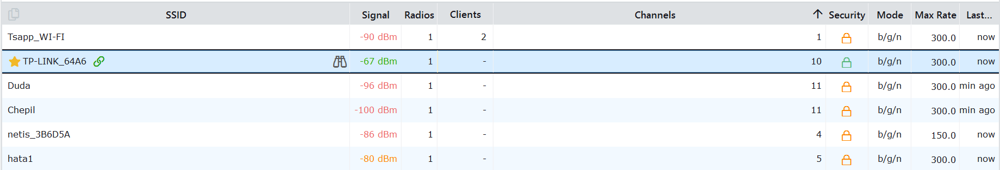 SSID Signal Radios Clients Channels Security Mode Max Rate Last...
Tsapp_WI-FI -90 dBm 1 2 1 b/g/n 300.0 now
TP-LINK_64A6 -67 dBm 1 - 10 b/g/n 300.0 now
Duda -96 dBm 1 - 11 b/g/n 300.0 min ago
Chepil -100 dBm 1 - 11 b/g/n 300.0 min ago
netis_3B6D5A -86 dBm 1 - 4 b/g/n 150.0 now
hata1 -80 dBm 1 - 5 b/g/n 300.0 now